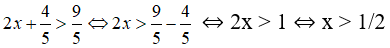 2x + 4/5 > 9/5 ⇔ 2x > 9/5 − 4/5 ⇔ 2x > 1 ⇔ x > 1/2